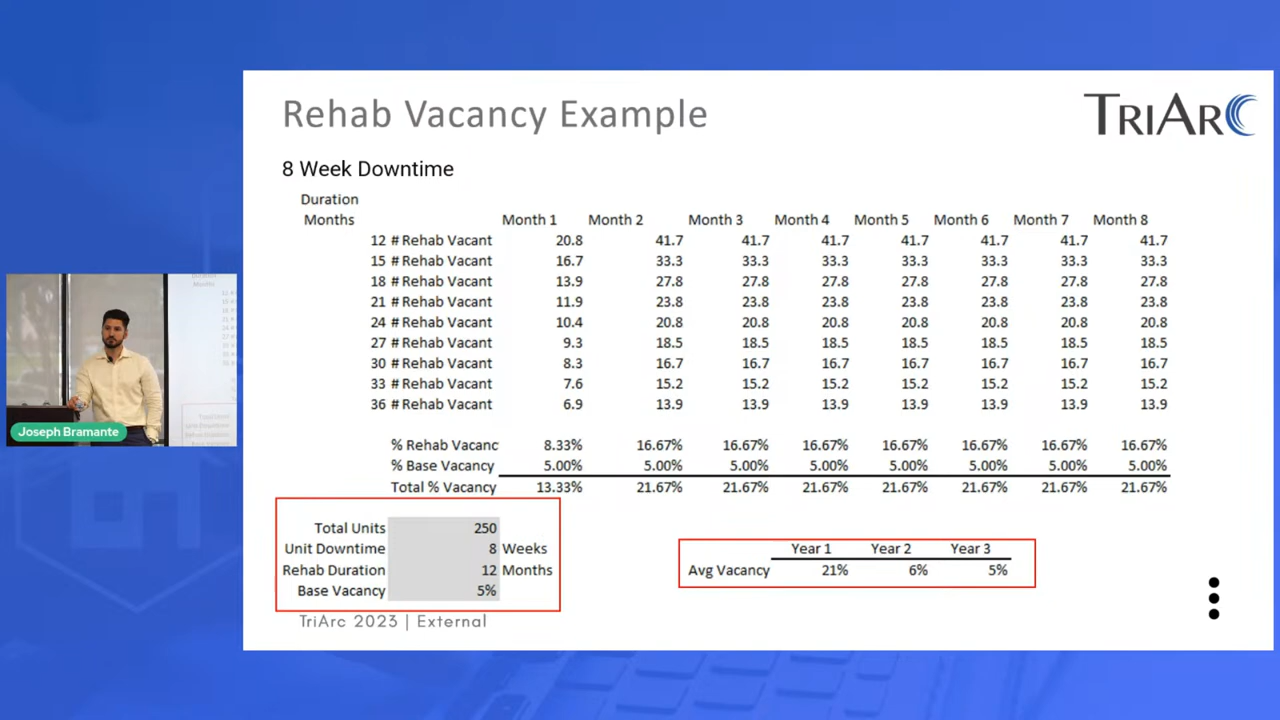 Rehab Vacancy Example
TRIARC
8 Week Downtime
Duration
Months Month 1 Month 2 Month 3 Month 4 Month 5 Month 6 Month 7 Month 8
12 # Rehab Vacant 20.8 41.7 41.7 41.7 41.7 41.7 41.7 41.7
15 # Rehab Vacant 16.7 33.3 33.3 33.3 33.3 33.3 33.3 33.3
18 # Rehab Vacant 13.9 27.8 27.8 27.8 27.8 27.8 27.8 27.8
21 # Rehab Vacant 11.9 23.8 23.8 23.8 23.8 23.8 23.8 23.8
24 # Rehab Vacant 10.4 20.8 20.8 20.8 20.8 20.8 20.8 20.8
27 # Rehab Vacant 9.3 18.5 18.5 18.5 18.5 18.5 18.5 18.5
30 # Rehab Vacant 8.3 16.7 16.7 16.7 16.7 16.7 16.7 16.7
33 # Rehab Vacant 7.6 15.2 15.2 15.2 15.2 15.2 15.2 15.2
36 # Rehab Vacant 6.9 13.9 13.9 13.9 13.9 13.9 13.9 13.9
% Rehab Vacanc 8.33% 16.67% 16.67% 16.67% 16.67% 16.67% 16.67% 16.67%
% Base Vacancy 5.00% 5.00% 5.00% 5.00% 5.00% 5.00% 5.00% 5.00%
Total % Vacancy 13.33% 21.67% 21.67% 21.67% 21.67% 21.67% 21.67% 21.67%
Total Units 250
Unit Downtime 8 Weeks
Rehab Duration 12 Months
Base Vacancy 5%
Year 1 Year 2 Year 3
Avg Vacancy 21% 6% 5%
TriArc 2023 | External
Joseph Bramante